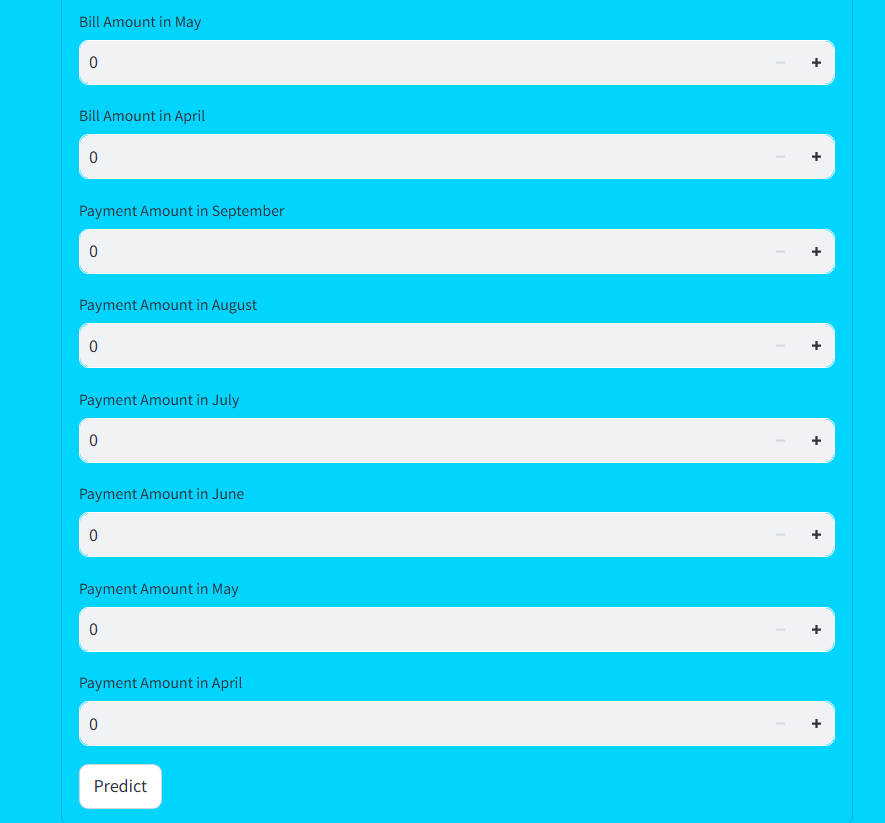 Bill Amount in May
0
Bill Amount in April
0
Payment Amount in September
0
Payment Amount in August
0
Payment Amount in July
0
Payment Amount in June
0
Payment Amount in May
0
Payment Amount in April
0
Predict